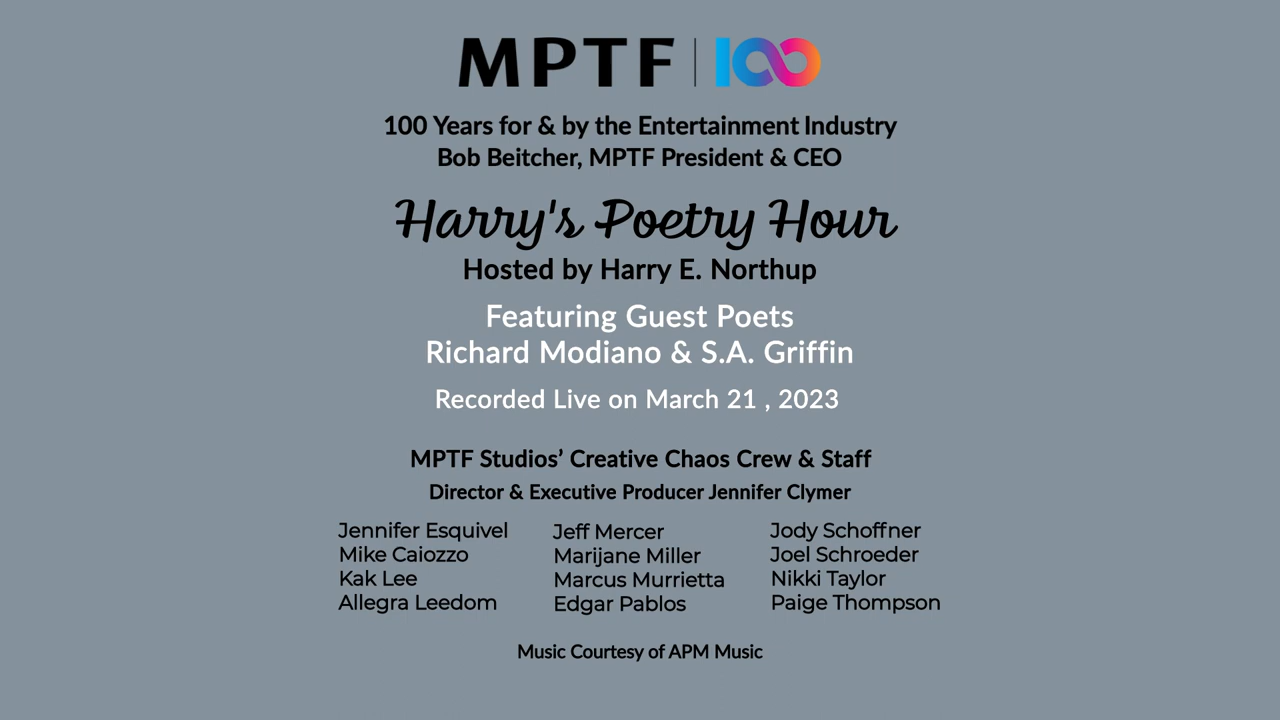 MPTF | 100
100 Years for & by the Entertainment Industry
Bob Beitcher, MPTF President & CEO
Harry's Poetry Hour
Hosted by Harry E. Northup
Featuring Guest Poets
Richard Modiano & S.A. Griffin
Recorded Live on March 21 , 2023
MPTF Studios’ Creative Chaos Crew & Staff
Director & Executive Producer Jennifer Clymer
Jennifer Esquivel
Mike Caiozzo
Kak Lee
Allegra Leedom
Jeff Mercer
Marijane Miller
Marcus Murrietta
Edgar Pablos
Jody Schoffner
Joel Schroeder
Nikki Taylor
Paige Thompson
Music Courtesy of APM Music